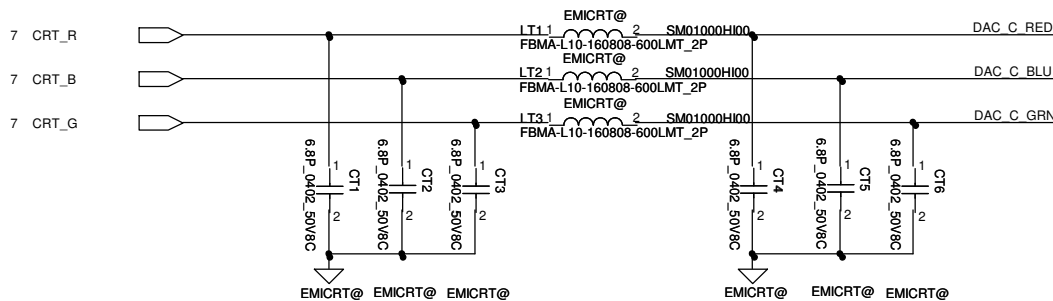 EMICRT@
7 CRT_R LT1 1 2 SM01000HI00 DAC_C_RED
FBMA-L10-160808-600LMT_2P
EMICRT@
7 CRT_B LT2 1 2 SM01000HI00 DAC_C_BLU
FBMA-L10-160808-600LMT_2P
EMICRT@
7 CRT_G LT3 1 2 SM01000HI00 DAC_C_GRN
FBMA-L10-160808-600LMT_2P
6.8P_0402_50V8C 1 2 CT1
6.8P_0402_50V8C 1 2 CT2
6.8P_0402_50V8C 1 2 CT3
6.8P_0402_50V8C 1 2 CT4
6.8P_0402_50V8C 1 2 CT5
6.8P_0402_50V8C 1 2 CT6
EMICRT@ EMICRT@ EMICRT@ EMICRT@ EMICRT@ EMICRT@